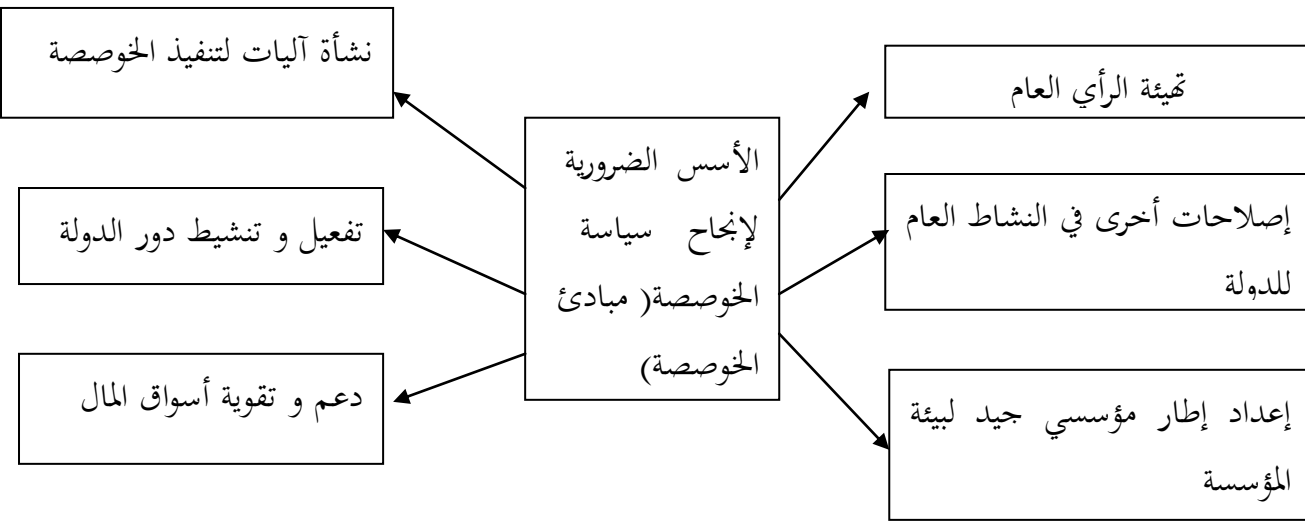 تهيئة الرأي العام
إصلاحات أخرى في النشاط العام
للدولة
إعداد إطار مؤسسي جيد لبيئة
المؤسسة
الأسس الضرورية
لإنجاح سياسة
الخوصصة( مبادئ
الخوصصة)
نشأة آليات لتنفيذ الخوصصة
تفعيل و تنشيط دور الدولة
دعم و تقوية أسواق المال